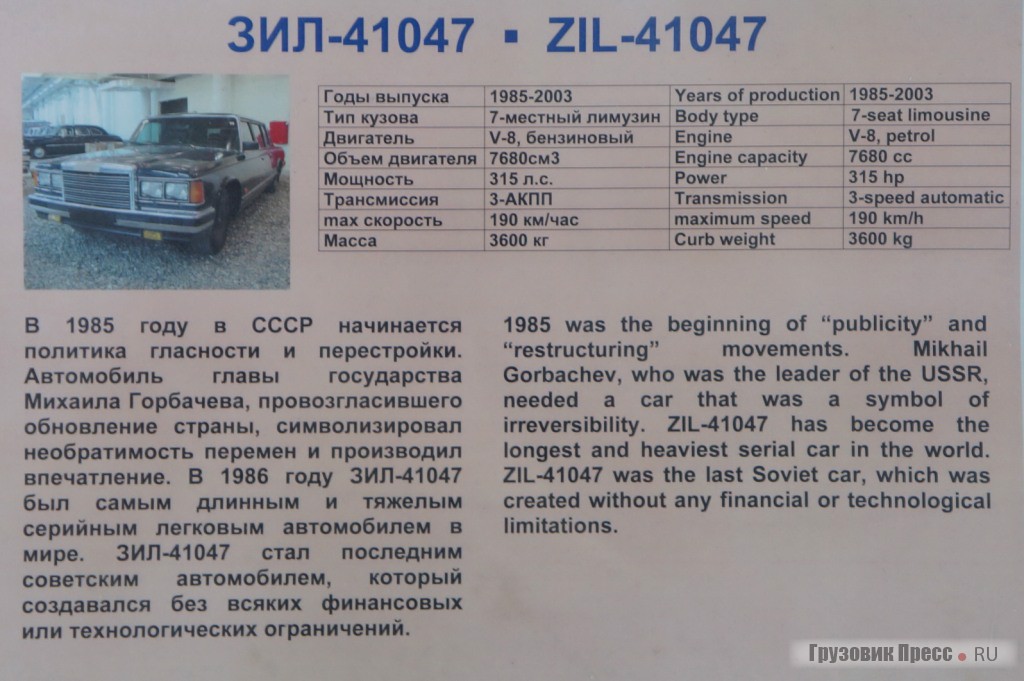 ЗИЛ-41047 ▪ ZIL-41047
Годы выпуска 1985-2003 Years of production 1985-2003
Тип кузова 7-местный лимузин Body type 7-seat limousine
Двигатель V-8, бензиновый Engine V-8, petrol
Объем двигателя 7680см3 Engine capacity 7680 cc
Мощность 315 л.с. Power 315 hp
Трансмиссия 3-АКПП Transmission 3-speed automatic
max скорость 190 км/час maximum speed 190 km/h
Масса 3600 кг Curb weight 3600 kg
В 1985 году в СССР начинается
политика гласности и перестройки.
Автомобиль главы государства
Михаила Горбачева, провозгласившего
обновление страны, символизировал
необратимость перемен и производил
впечатление. В 1986 году ЗИЛ-41047
был самым длинным и тяжелым
серийным легковым автомобилем в
мире. ЗИЛ-41047 стал последним
советским автомобилем, который
создавался без всяких финансовых
или технологических ограничений.
1985 was the beginning of “publicity” and
“restructuring” movements. Mikhail
Gorbachev, who was the leader of the USSR,
needed a car that was a symbol of
irreversibility. ZIL-41047 has become the
longest and heaviest serial car in the world.
ZIL-41047 was the last Soviet car, which was
created without any financial or technological
limitations.
Грузовик Пресс • RU